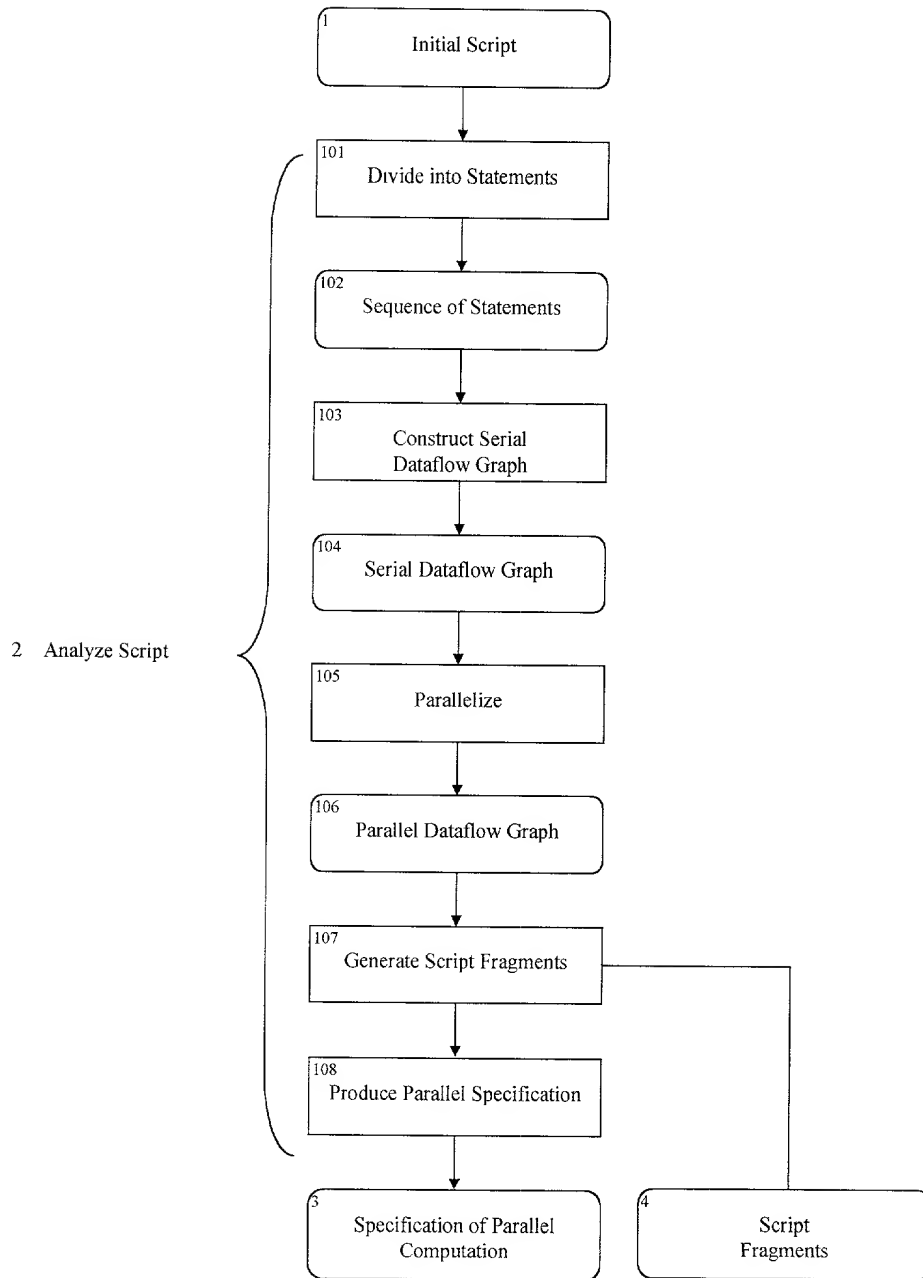 1
Initial Script
101
Divide into Statements
102
Sequence of Statements
103
Construct Serial
Dataflow Graph
104
Serial Dataflow Graph
2 Analyze Script
105
Parallelize
106
Parallel Dataflow Graph
107
Generate Script Fragments
108
Produce Parallel Specification
3
Specification of Parallel
Computation
4
Script
Fragments